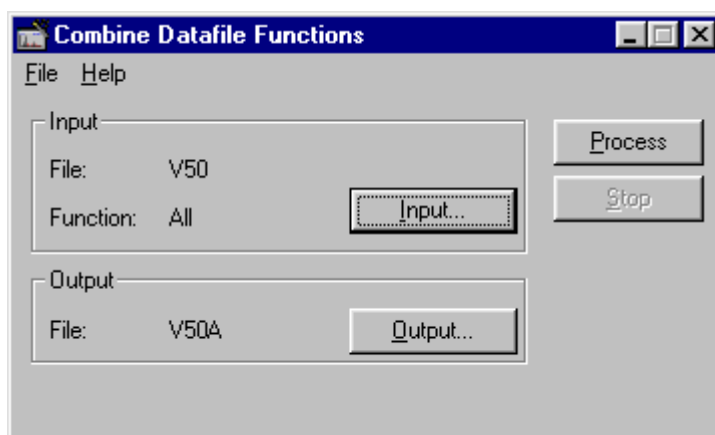 Combine Datafile Functions
File Help
Input
File: V50
Function: All
Input...
Process
Stop
Output
File: V50A
Output...